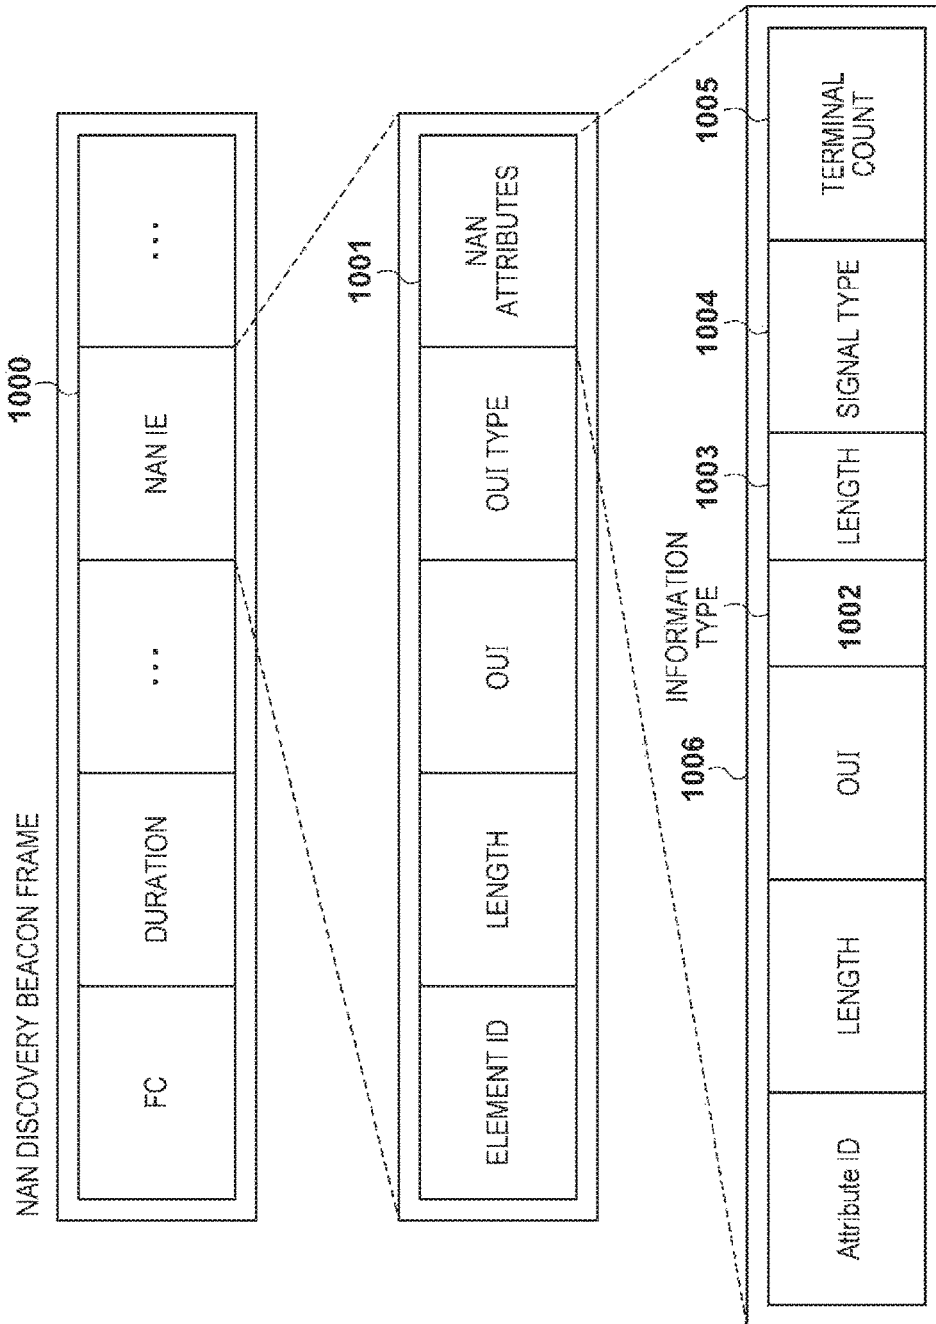 NAN DISCOVERY BEACON FRAME
1000
FC
DURATION
...
NAN IE
...
1001
ELEMENT ID
LENGTH
OUI
OUI TYPE
NAN
ATTRIBUTES
1006
INFORMATION
TYPE
1003
1004
1005
Attribute ID
LENGTH
OUI
1002
LENGTH
SIGNAL TYPE
TERMINAL
COUNT